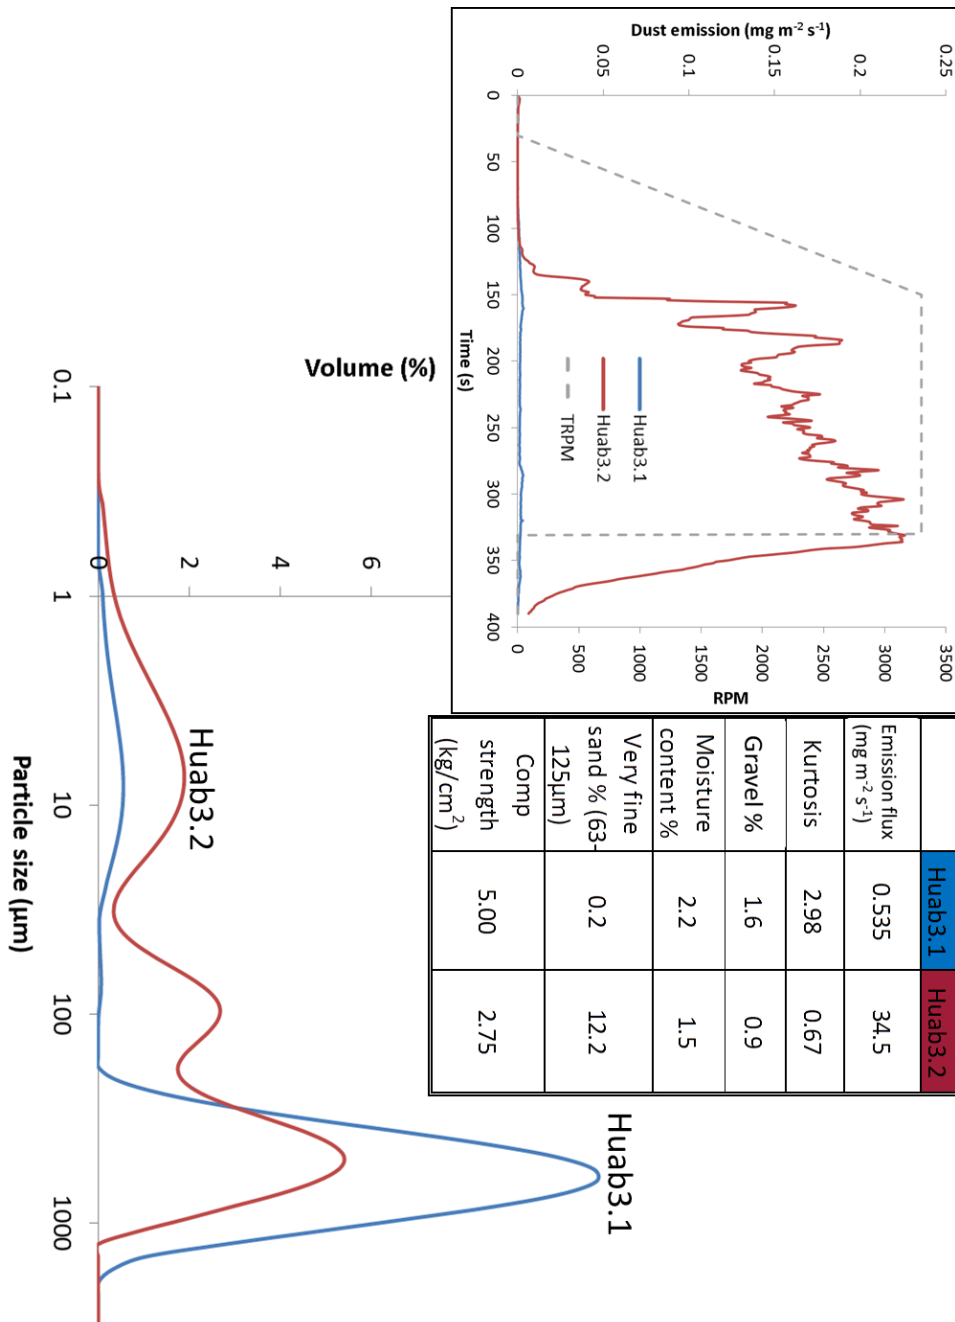 Dust emission (mg m⁻² s⁻¹)
0.25
0.2
0.15
0.1
0.05
0
0
50
100
150
200
250
300
350
400
Time (s)
3500
3000
2500
2000
1500
1000
500
0
RPM
Huab3.1
Huab3.2
TRPM
Huab3.1 Huab3.2
Emission flux
(mg m⁻² s⁻¹) 0.535 34.5
Kurtosis 2.98 0.67
Gravel % 1.6 0.9
Moisture
content % 2.2 1.5
Very fine
sand % (63-
125µm) 0.2 12.2
Comp
strength
(kg/cm²) 5.00 2.75
Volume (%)
6
4
2
0
0.1
1
10
100
1000
Particle size (µm)
Huab3.2
Huab3.1